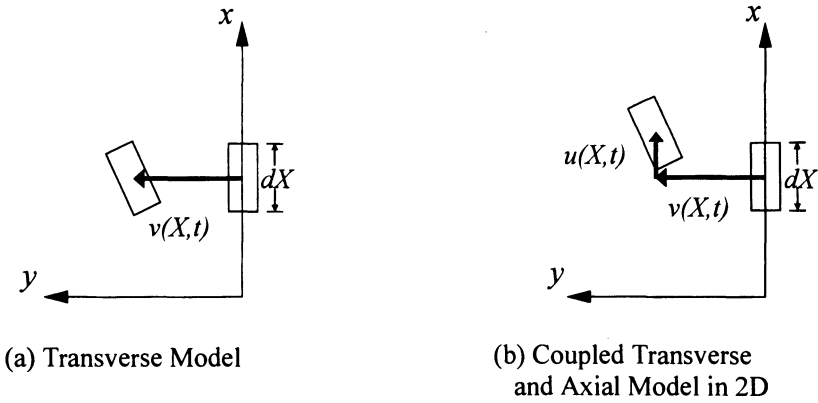 x
dX
v(X,t)
y
(a) Transverse Model
x
u(X,t)
dX
v(X,t)
y
(b) Coupled Transverse
and Axial Model in 2D